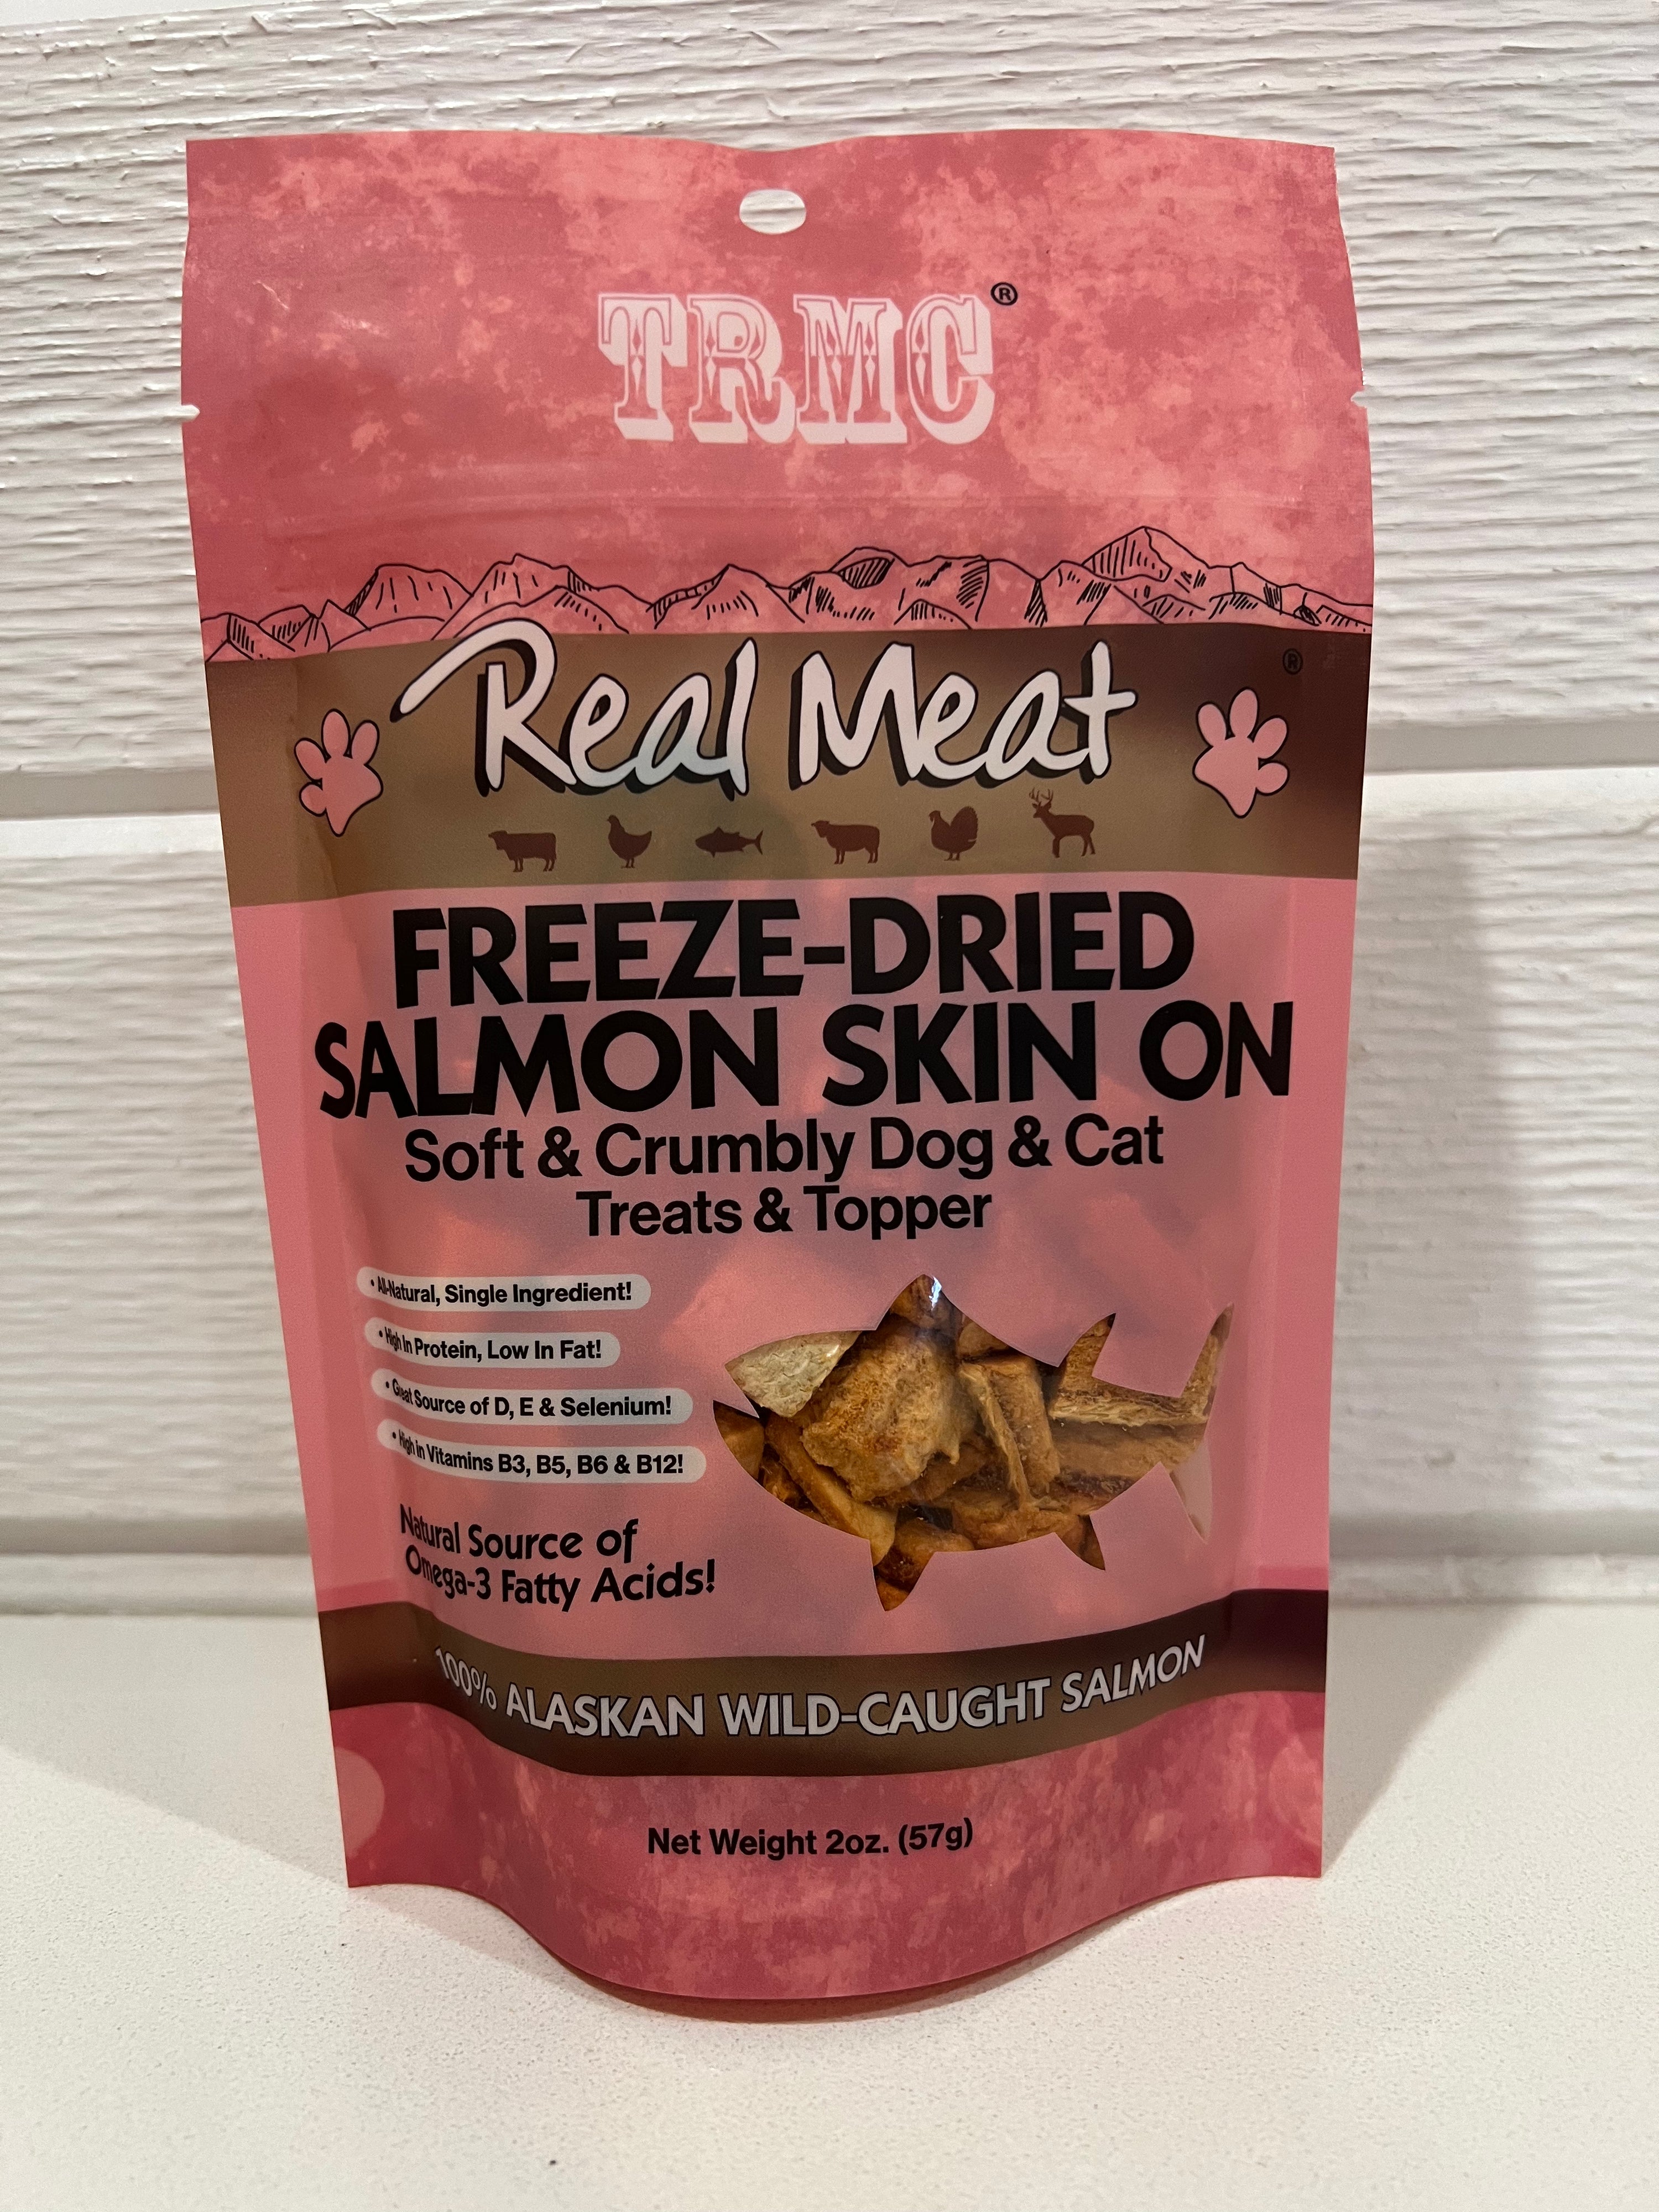 TRMC®
Real Meat®
FREEZE-DRIED
SALMON SKIN ON
Soft & Crumbly Dog & Cat
Treats & Topper
• All-Natural, Single Ingredient!
• High In Protein, Low In Fat!
• Great Source of D, E & Selenium!
• High in Vitamins B3, B5, B6 & B12!
Natural Source of
Omega-3 Fatty Acids!
100% ALASKAN WILD-CAUGHT SALMON
Net Weight 2oz. (57g)